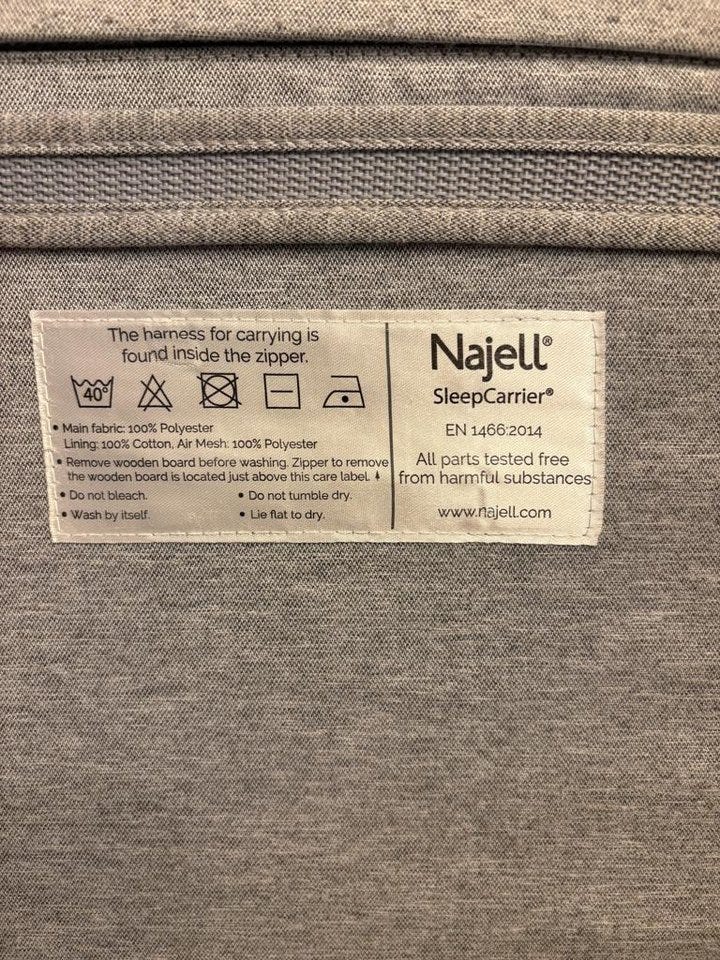 The harness for carrying is
found inside the zipper.
40°
• Main fabric: 100% Polyester
Lining: 100% Cotton, Air Mesh: 100% Polyester
• Remove wooden board before washing. Zipper to remove
the wooden board is located just above this care label.
• Do not bleach.
• Do not tumble dry.
• Wash by itself.
• Lie flat to dry.
Najell®
SleepCarrier®
EN 1466:2014
All parts tested free
from harmful substances
www.najell.com